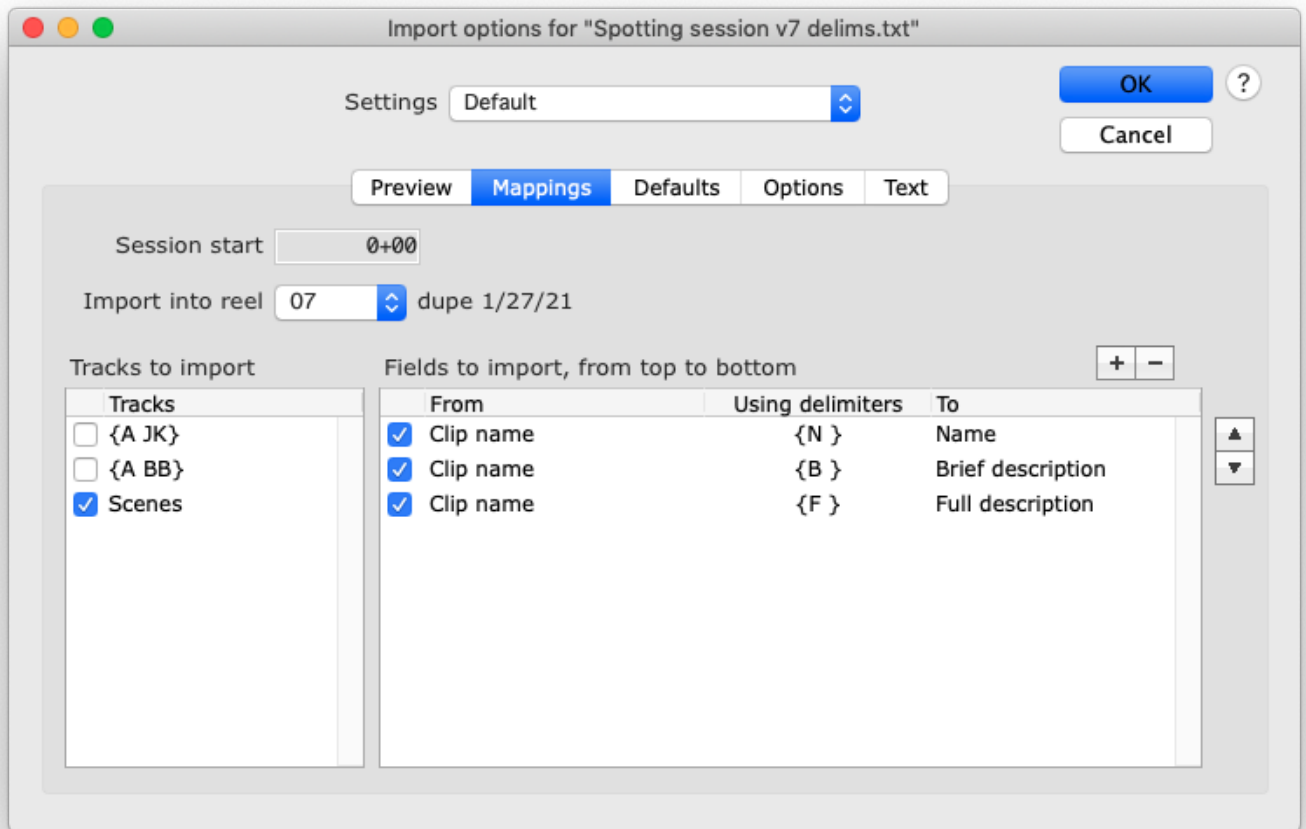 Import options for "Spotting session v7 delims.txt"
Settings Default
OK ?
Cancel
Preview Mappings Defaults Options Text
Session start 0+00
Import into reel 07 dupe 1/27/21
Tracks to import
Fields to import, from top to bottom + −
Tracks
From Using delimiters To
{A JK}
Clip name {N } Name
{A BB}
Clip name {B } Brief description
Scenes
Clip name {F } Full description